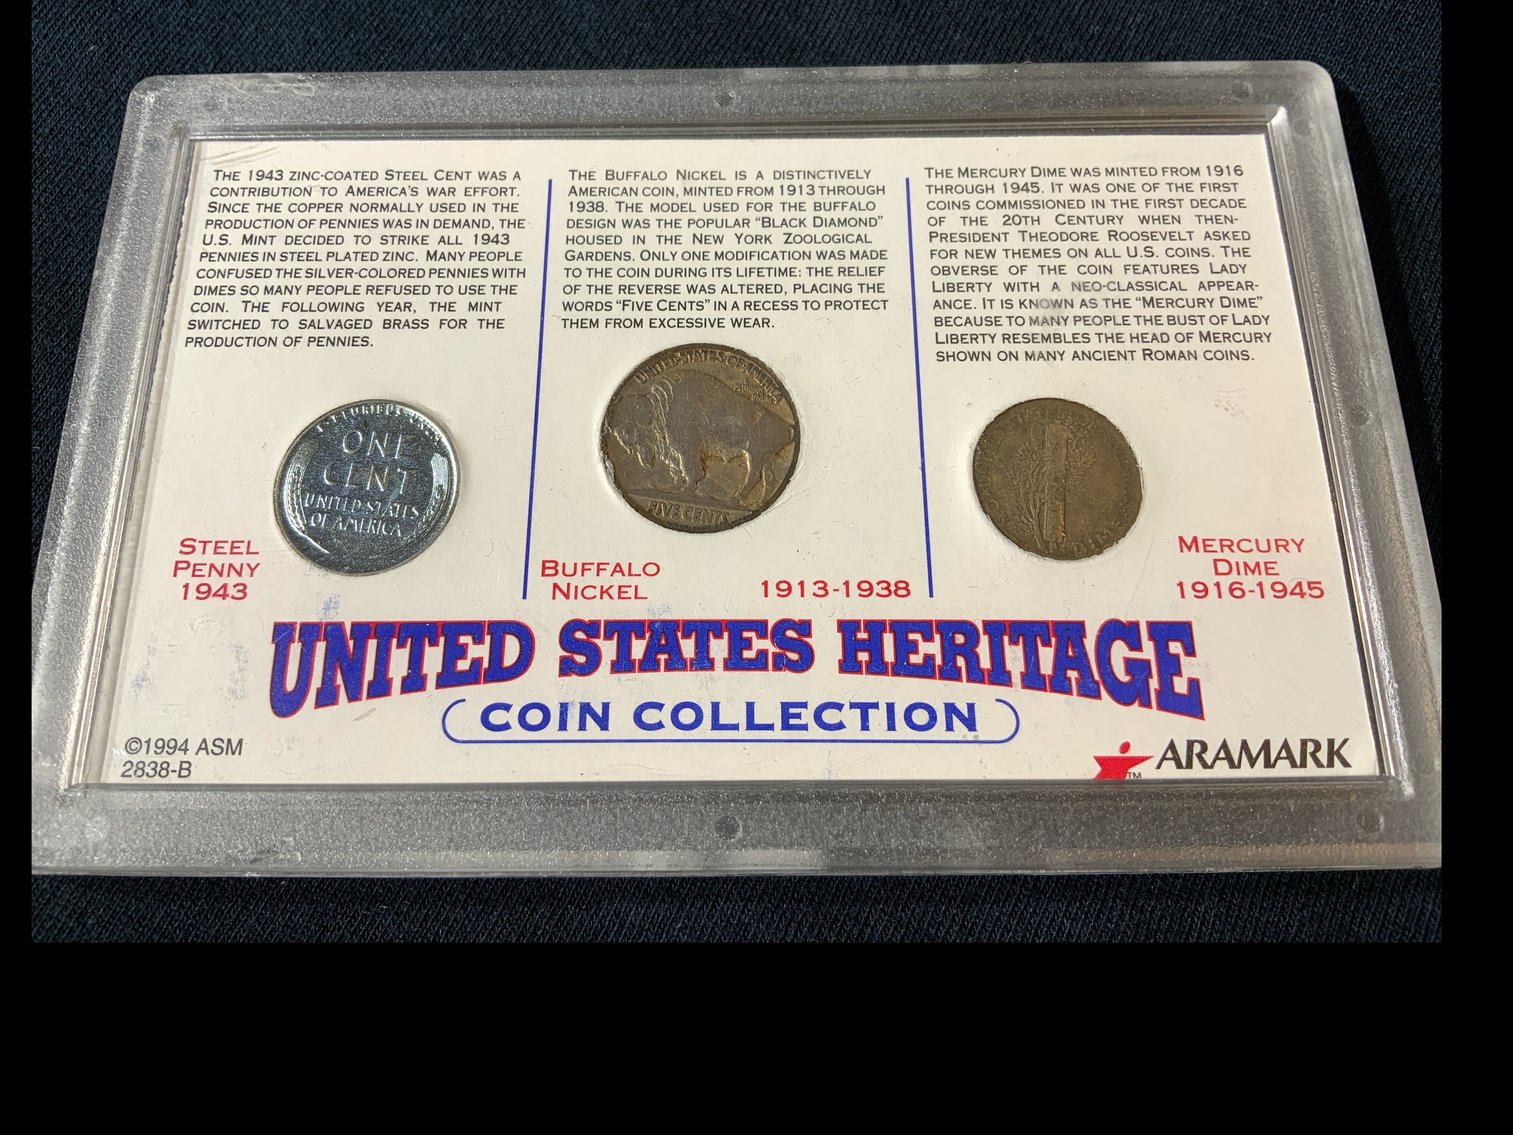 THE 1943 ZINC-COATED STEEL CENT WAS A
CONTRIBUTION TO AMERICA'S WAR EFFORT.
SINCE THE COPPER NORMALLY USED IN THE
PRODUCTION OF PENNIES WAS IN DEMAND, THE
U.S. MINT DECIDED TO STRIKE ALL 1943
PENNIES IN STEEL PLATED ZINC. MANY PEOPLE
CONFUSED THE SILVER-COLORED PENNIES WITH
DIMES SO MANY PEOPLE REFUSED TO USE THE
COIN. THE FOLLOWING YEAR, THE MINT
SWITCHED TO SALVAGED BRASS FOR THE
PRODUCTION OF PENNIES.
THE BUFFALO NICKEL IS A DISTINCTIVELY
AMERICAN COIN, MINTED FROM 1913 THROUGH
1938. THE MODEL USED FOR THE BUFFALO
DESIGN WAS THE POPULAR "BLACK DIAMOND"
HOUSED IN THE NEW YORK ZOOLOGICAL
GARDENS. ONLY ONE MODIFICATION WAS MADE
TO THE COIN DURING ITS LIFETIME: THE RELIEF
OF THE REVERSE WAS ALTERED, PLACING THE
WORDS "FIVE CENTS" IN A RECESS TO PROTECT
THEM FROM EXCESSIVE WEAR.
THE MERCURY DIME WAS MINTED FROM 1916
THROUGH 1945. IT WAS ONE OF THE FIRST
COINS COMMISSIONED IN THE FIRST DECADE
OF THE 20TH CENTURY WHEN THEN-
PRESIDENT THEODORE ROOSEVELT ASKED
FOR NEW THEMES ON ALL U.S. COINS. THE
OBVERSE OF THE COIN FEATURES LADY
LIBERTY WITH A NEO-CLASSICAL APPEAR-
ANCE. IT IS KNOWN AS THE "MERCURY DIME"
BECAUSE TO MANY PEOPLE THE BUST OF LADY
LIBERTY RESEMBLES THE HEAD OF MERCURY
SHOWN ON MANY ANCIENT ROMAN COINS.
E PLURIBUS UNUM
ONE
CENT
UNITED STATES
OF AMERICA
UNITED STATES OF AMERICA
FIVE CENTS
STEEL
PENNY
1943
BUFFALO
NICKEL
1913-1938
MERCURY
DIME
1916-1945
UNITED STATES HERITAGE
COIN COLLECTION
©1994 ASM
2838-B
ARAMARK
TM